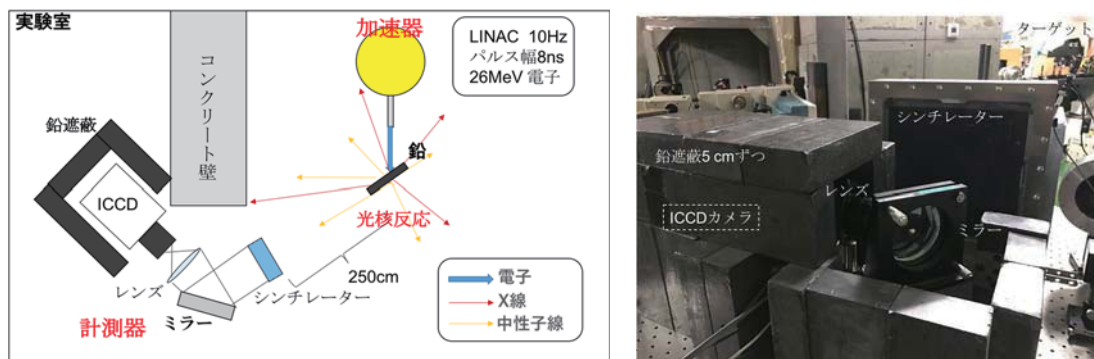 実験室
加速器
LINAC 10Hz
パルス幅8ns
26MeV 電子
コンクリート壁
鉛遮蔽
鉛
ICCD
光核反応
250cm
レンズ
シンチレーター
ミラー
計測器
電子
X線
中性子線
ターゲット
シンチレーター
鉛遮蔽5 cmずつ
レンズ
ICCDカメラ
ミラー